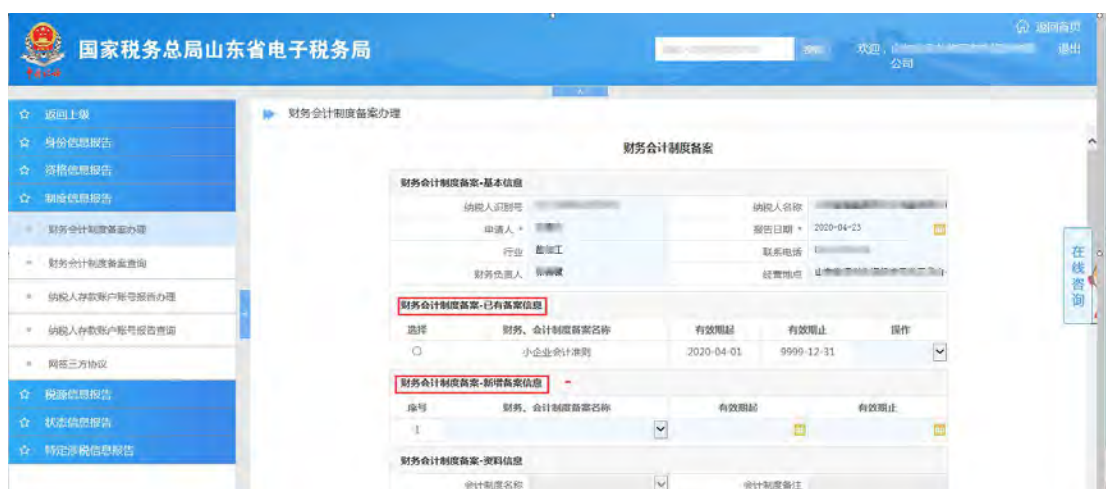 返回首页
国家税务总局山东省电子税务局
欢迎，
公司
退出
返回上级
身份信息报告
资格信息报告
制度信息报告
财务会计制度备案办理
财务会计制度备案查询
纳税人存款账户账号报告办理
纳税人存款账户账号报告查询
网签三方协议
税源信息报告
状态信息报告
特定涉税信息报告
财务会计制度备案办理
财务会计制度备案
财务会计制度备案-基本信息
纳税人识别号 纳税人名称
申请人 * 报告日期 * 2020-04-23
行业 盐加工 联系电话
财务负责人 经营地点
财务会计制度备案-已有备案信息
选择 财务、会计制度备案名称 有效期起 有效期止 操作
小企业会计准则 2020-04-01 9999-12-31
财务会计制度备案-新增备案信息
序号 财务、会计制度备案名称 有效期起 有效期止
1
财务会计制度备案-资料信息
会计制度名称 会计制度备注
在线咨询